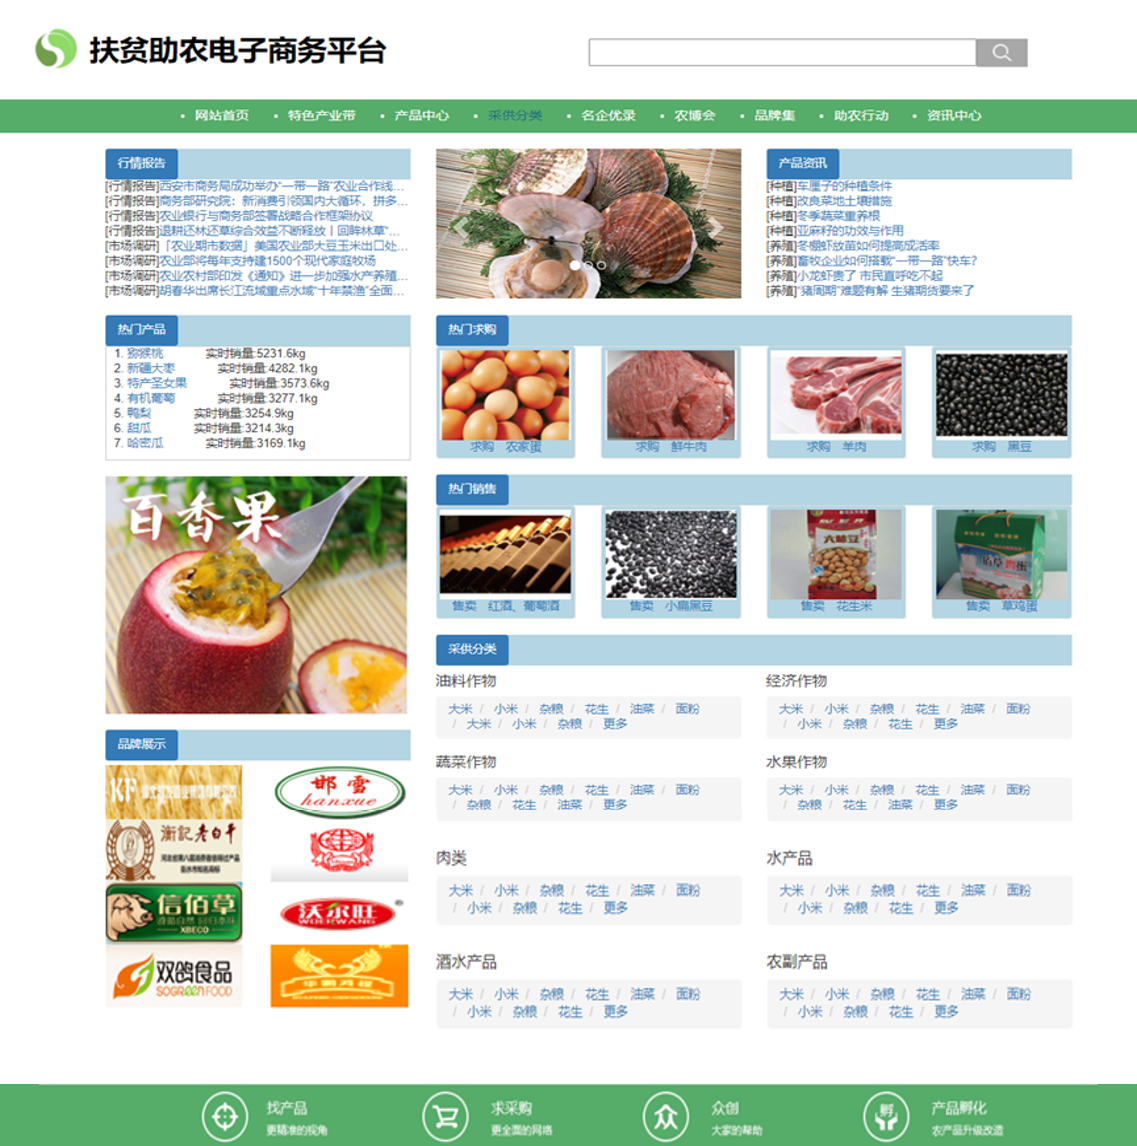 扶贫助农电子商务平台
网站首页 特色产业带 产品中心 采供分类 名企优录 农博会 品牌集 助农行动 资讯中心
行情报告
[行情报告]西安市商务局成功举办“一带一路”农业合作线...
[行情报告]商务部研究院：新消费引领国内大循环，拼多...
[行情报告]农业银行与商务部签署战略合作框架协议
[行情报告]退耕还林还草综合效益不断释放丨回眸林草“...
[市场调研]「农业期市数据」美国农业部大豆玉米出口处...
[市场调研]农业部将每年支持建1500个现代家庭牧场
[市场调研]农业农村部印发《通知》进一步加强水产养殖...
[市场调研]胡春华出席长江流域重点水域“十年禁渔”全面...
产品资讯
[种植]车厘子的种植条件
[种植]改良菜地土壤措施
[种植]冬季蔬菜重养根
[种植]亚麻籽的功效与作用
[养殖]冬棚虾放苗如何提高成活率
[养殖]畜牧企业如何搭载“一带一路”快车?
[养殖]小龙虾贵了 市民直呼吃不起
[养殖]“猪周期”难题有解 生猪期货要来了
热门产品
1. 猕猴桃 实时销量:5231.6kg
2. 新疆大枣 实时销量:4282.1kg
3. 特产圣女果 实时销量:3573.6kg
4. 有机葡萄 实时销量:3277.1kg
5. 鸭梨 实时销量:3254.9kg
6. 甜瓜 实时销量:3214.3kg
7. 哈密瓜 实时销量:3169.1kg
热门求购
求购 农家蛋
求购 鲜牛肉
求购 羊肉
求购 黑豆
百香果
热门销售
售卖 红酒、葡萄酒
售卖 小扁黑豆
售卖 花生米
售卖 草鸡蛋
品牌展示
KF
邯雪
hanxue
衡記老白干
信佰草
XBECO
沃尔旺
WOERWANG
双鸽食品
SOGREENFOOD
采供分类
油料作物
大米 / 小米 / 杂粮 / 花生 / 油菜 / 面粉
/ 大米 / 小米 / 杂粮 / 更多
经济作物
大米 / 小米 / 杂粮 / 花生 / 油菜 / 面粉
/ 小米 / 杂粮 / 花生 / 更多
蔬菜作物
大米 / 小米 / 杂粮 / 花生 / 油菜 / 面粉
/ 杂粮 / 花生 / 油菜 / 更多
水果作物
大米 / 小米 / 杂粮 / 花生 / 油菜 / 面粉
/ 杂粮 / 花生 / 油菜 / 更多
肉类
大米 / 小米 / 杂粮 / 花生 / 油菜 / 面粉
/ 小米 / 杂粮 / 花生 / 更多
水产品
大米 / 小米 / 杂粮 / 花生 / 油菜 / 面粉
/ 小米 / 杂粮 / 花生 / 更多
酒水产品
大米 / 小米 / 杂粮 / 花生 / 油菜 / 面粉
/ 小米 / 杂粮 / 花生 / 更多
农副产品
大米 / 小米 / 杂粮 / 花生 / 油菜 / 面粉
/ 小米 / 杂粮 / 花生 / 更多
找产品
更精准的视角
求采购
更全面的网络
众创
大家的帮助
孵
产品孵化
农产品升级改造